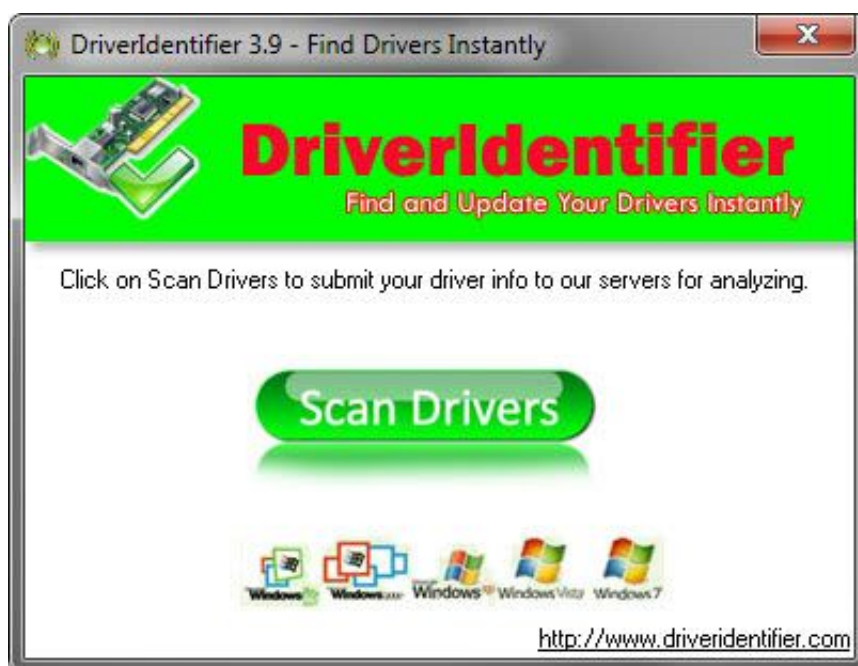 DriverIdentifier 3.9 - Find Drivers Instantly
DriverIdentifier
Find and Update Your Drivers Instantly
Click on Scan Drivers to submit your driver info to our servers for analyzing.
Scan Drivers
Windows Windows Windows Windows Vista Windows 7
http://www.driveridentifier.com